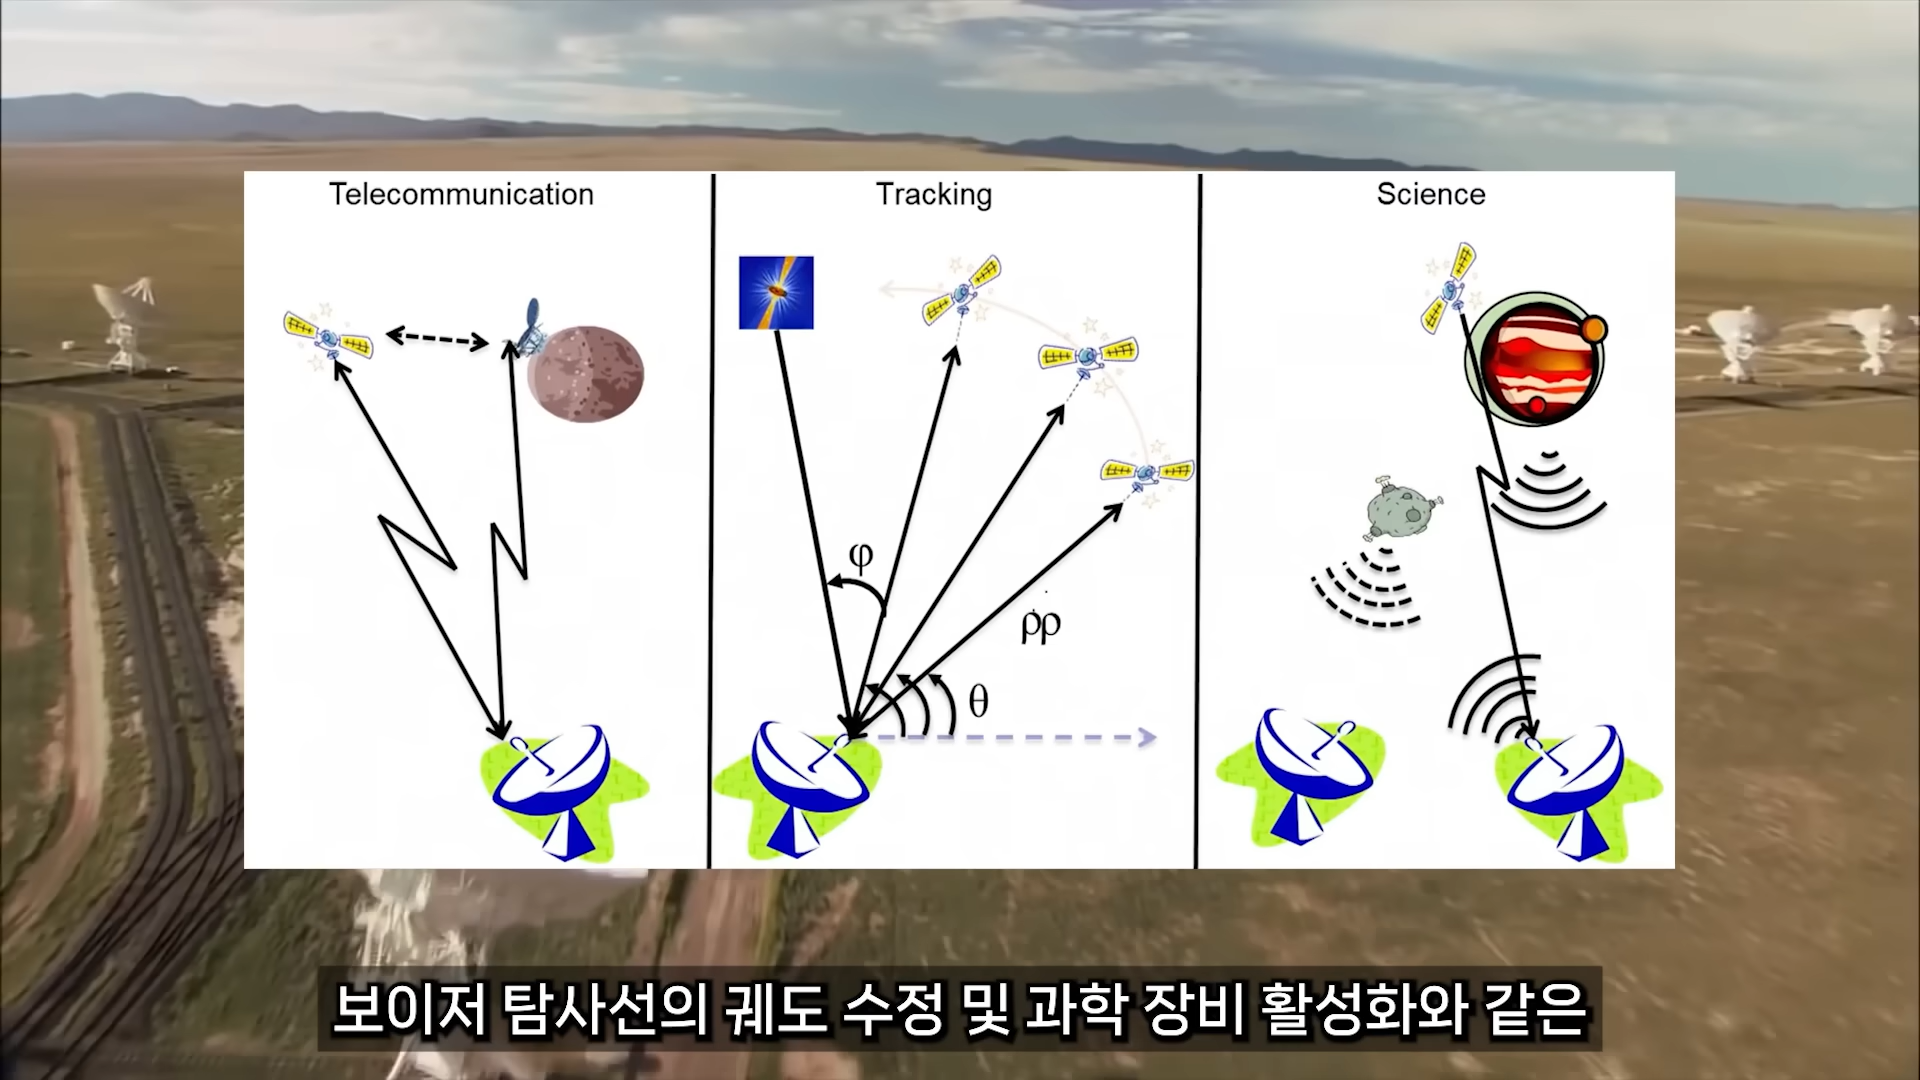 Telecommunication
Tracking
Science
φ
ρ̇ρ
θ
보이저 탐사선의 궤도 수정 및 과학 장비 활성화와 같은